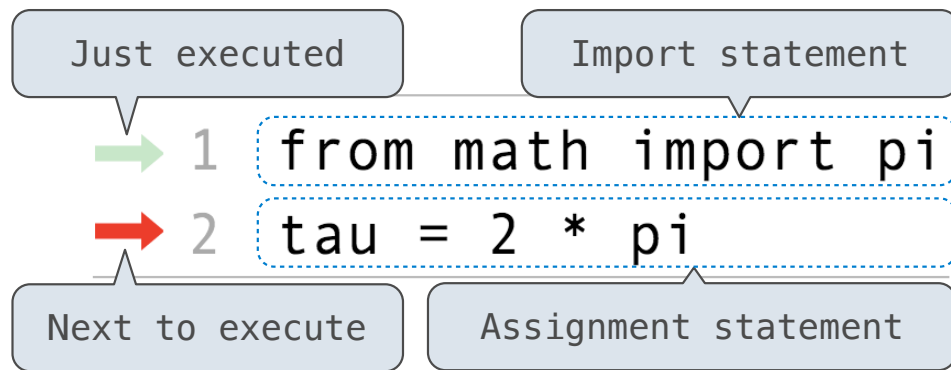 Just executed
Import statement
1 from math import pi
2 tau = 2 * pi
Next to execute
Assignment statement